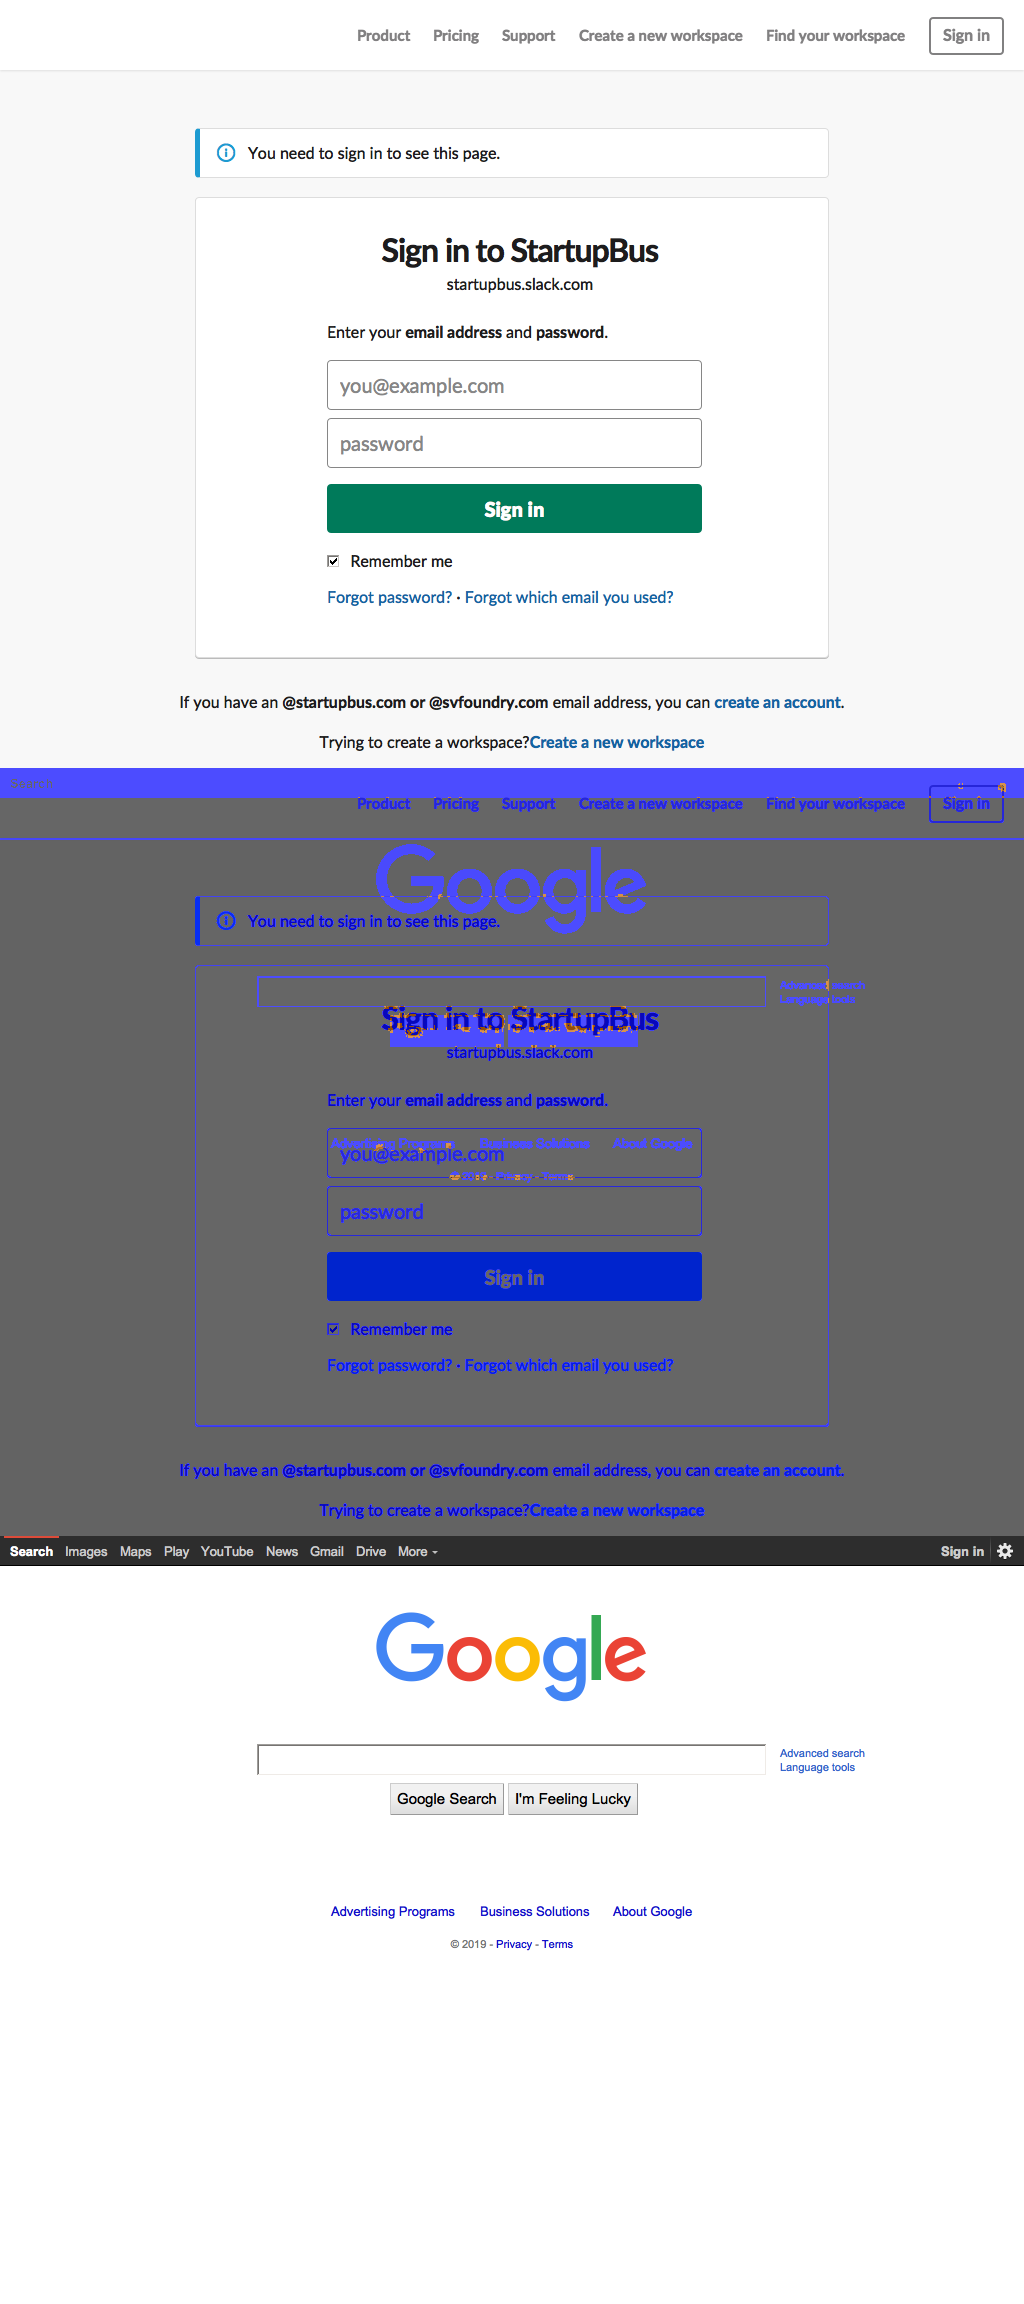 Product Pricing Support Create a new workspace Find your workspace Sign in
You need to sign in to see this page.
Sign in to StartupBus
startupbus.slack.com
Enter your email address and password.
you@example.com
password
Sign in
Remember me
Forgot password? · Forgot which email you used?
If you have an @startupbus.com or @svfoundry.com email address, you can create an account.
Trying to create a workspace?Create a new workspace
Product Pricing Support Create a new workspace Find your workspace Sign in
Google
You need to sign in to see this page.
Advanced search
Language tools
Sign in to StartupBus
startupbus.slack.com
Enter your email address and password.
Advertising Programs Business Solutions About Google
you@example.com
password
Sign in
Remember me
Forgot password? · Forgot which email you used?
If you have an @startupbus.com or @svfoundry.com email address, you can create an account.
Trying to create a workspace?Create a new workspace
Search Images Maps Play YouTube News Gmail Drive More Sign in
Google
Advanced search
Language tools
Google Search I'm Feeling Lucky
Advertising Programs Business Solutions About Google
© 2019 - Privacy - Terms